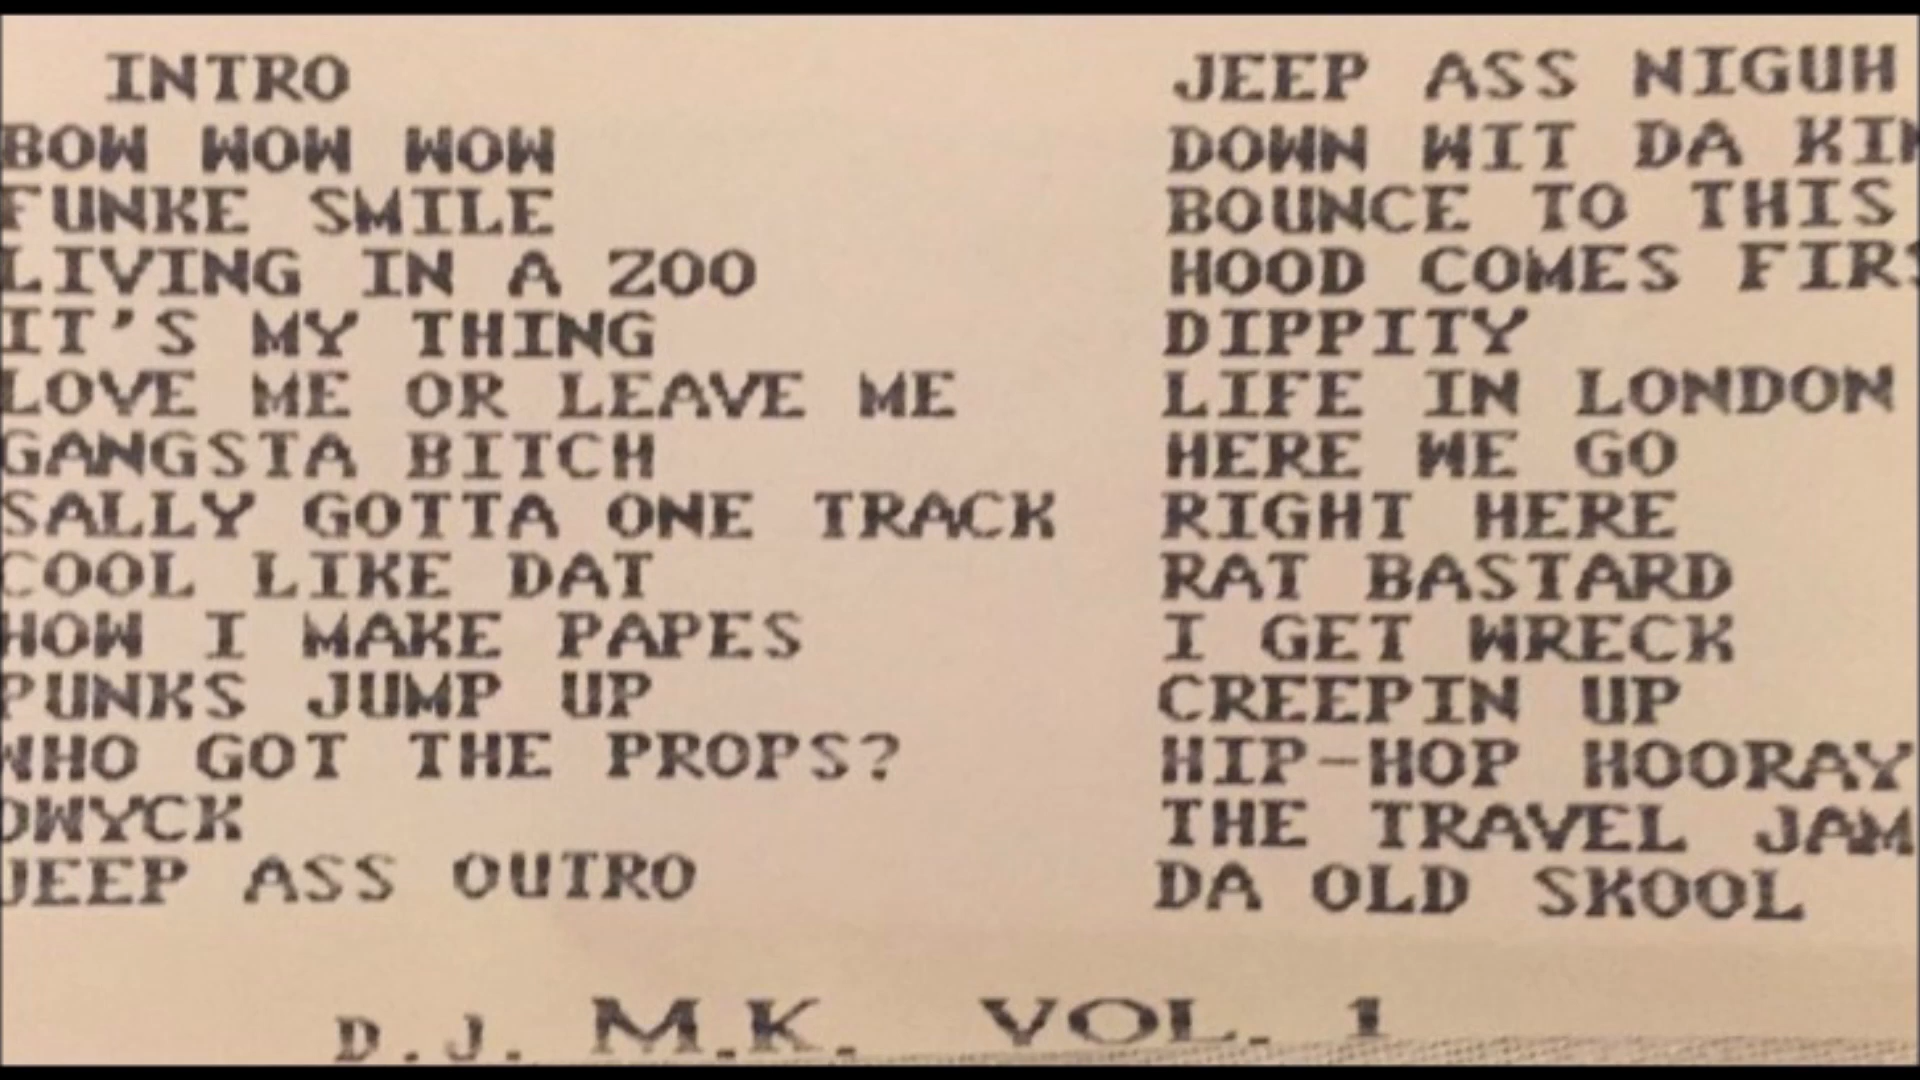 INTRO
BOW WOW WOW
FUNKE SMILE
LIVING IN A ZOO
IT'S MY THING
LOVE ME OR LEAVE ME
GANGSTA BITCH
SALLY GOTTA ONE TRACK
COOL LIKE DAT
HOW I MAKE PAPES
PUNKS JUMP UP
WHO GOT THE PROPS?
DWYCK
JEEP ASS OUTRO
JEEP ASS NIGUH
DOWN WIT DA
BOUNCE TO THIS
HOOD COMES
DIPPITY
LIFE IN LONDON
HERE WE GO
RIGHT HERE
RAT BASTARD
I GET WRECK
CREEPIN UP
HIP-HOP HOORAY
THE TRAVEL JAM
DA OLD SKOOL
D.J. M.K. VOL. 1